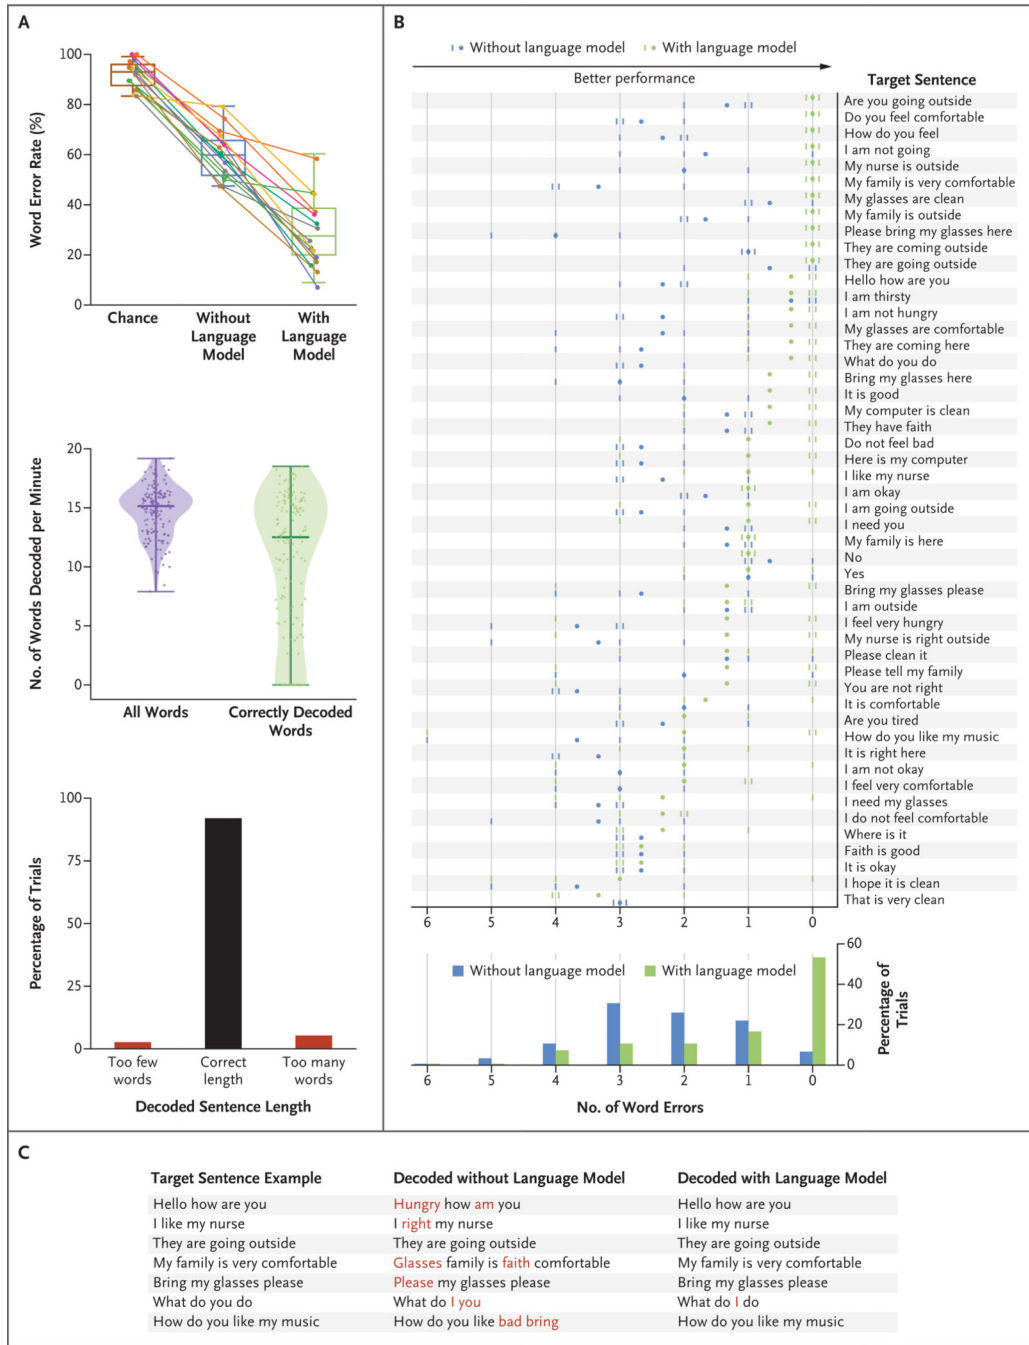 A
100
80
60
40
20
0
Word Error Rate (%)
Chance
Without
Language
Model
With
Language
Model
20
15
10
5
0
No. of Words Decoded per Minute
All Words
Correctly Decoded
Words
100
75
50
25
0
Percentage of Trials
Too few
words
Correct
length
Too many
words
Decoded Sentence Length
B
Without language model
With language model
Better performance
Target Sentence
Are you going outside
Do you feel comfortable
How do you feel
I am not going
My nurse is outside
My family is very comfortable
My glasses are clean
My family is outside
Please bring my glasses here
They are coming outside
They are going outside
Hello how are you
I am thirsty
I am not hungry
My glasses are comfortable
They are coming here
What do you do
Bring my glasses here
It is good
My computer is clean
They have faith
Do not feel bad
Here is my computer
I like my nurse
I am okay
I am going outside
I need you
My family is here
No
Yes
Bring my glasses please
I am outside
I feel very hungry
My nurse is right outside
Please clean it
Please tell my family
You are not right
It is comfortable
Are you tired
How do you like my music
It is right here
I am not okay
I feel very comfortable
I need my glasses
I do not feel comfortable
Where is it
Faith is good
It is okay
I hope it is clean
That is very clean
6 5 4 3 2 1 0
Without language model
With language model
60
40
20
0
Percentage of
Trials
6 5 4 3 2 1 0
No. of Word Errors
C
Target Sentence Example Decoded without Language Model Decoded with Language Model
Hello how are you Hungry how am you Hello how are you
I like my nurse I right my nurse I like my nurse
They are going outside They are going outside They are going outside
My family is very comfortable Glasses family is faith comfortable My family is very comfortable
Bring my glasses please Please my glasses please Bring my glasses please
What do you do What do I you What do I do
How do you like my music How do you like bad bring How do you like my music